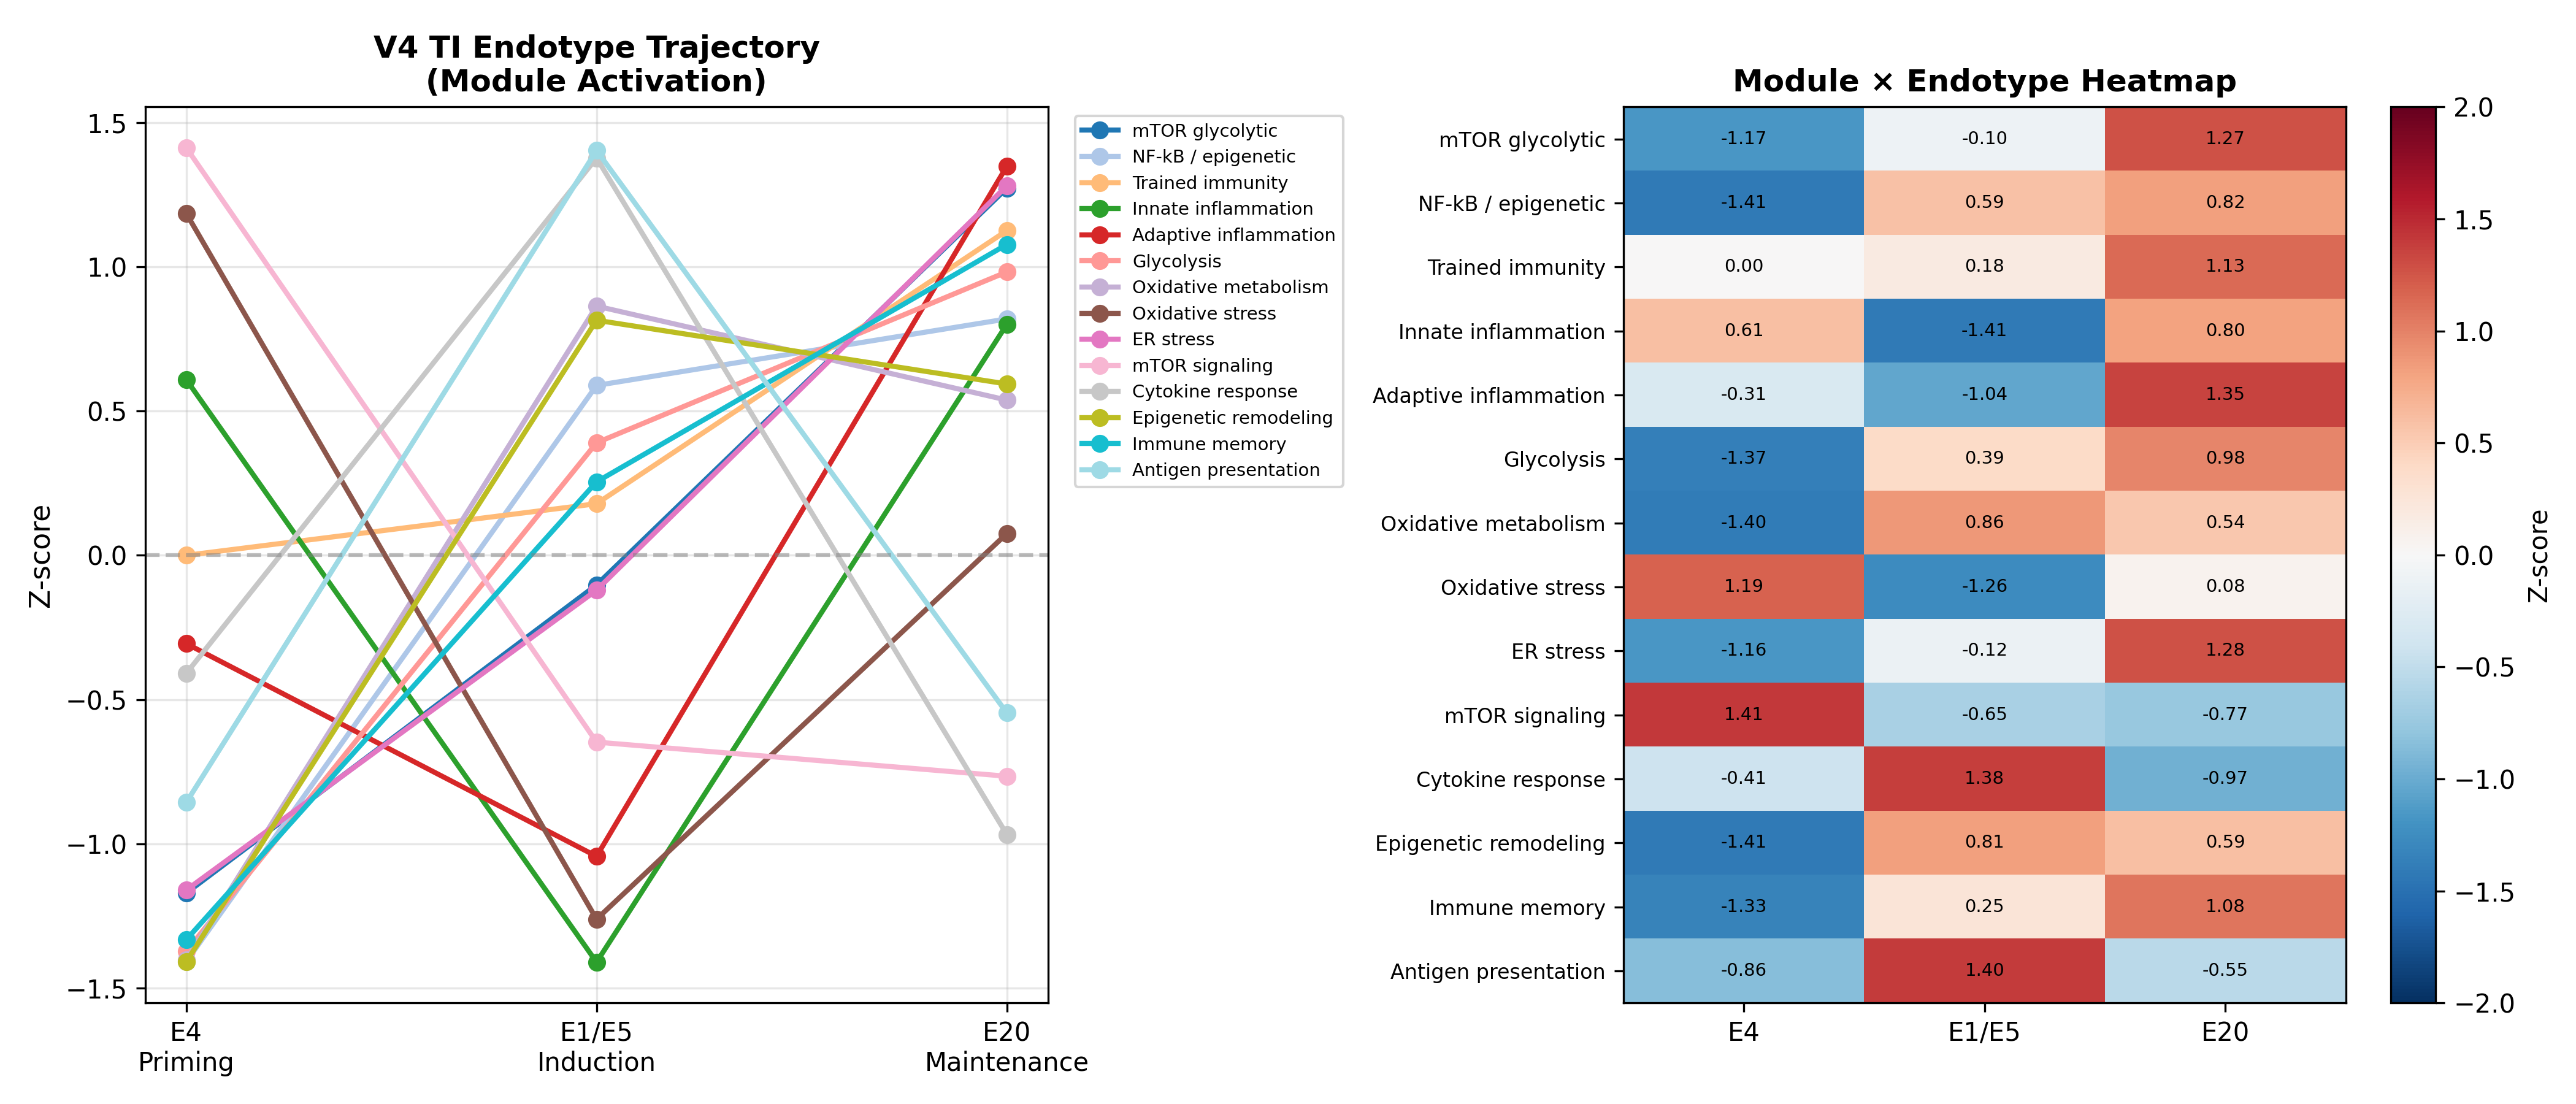 V4 TI Endotype Trajectory
(Module Activation)
Z-score
1.5
1.0
0.5
0.0
−0.5
−1.0
−1.5
E4
Priming
E1/E5
Induction
E20
Maintenance
mTOR glycolytic
NF-kB / epigenetic
Trained immunity
Innate inflammation
Adaptive inflammation
Glycolysis
Oxidative metabolism
Oxidative stress
ER stress
mTOR signaling
Cytokine response
Epigenetic remodeling
Immune memory
Antigen presentation
Module × Endotype Heatmap
mTOR glycolytic -1.17 -0.10 1.27
NF-kB / epigenetic -1.41 0.59 0.82
Trained immunity 0.00 0.18 1.13
Innate inflammation 0.61 -1.41 0.80
Adaptive inflammation -0.31 -1.04 1.35
Glycolysis -1.37 0.39 0.98
Oxidative metabolism -1.40 0.86 0.54
Oxidative stress 1.19 -1.26 0.08
ER stress -1.16 -0.12 1.28
mTOR signaling 1.41 -0.65 -0.77
Cytokine response -0.41 1.38 -0.97
Epigenetic remodeling -1.41 0.81 0.59
Immune memory -1.33 0.25 1.08
Antigen presentation -0.86 1.40 -0.55
E4 E1/E5 E20
2.0
1.5
1.0
0.5
0.0
−0.5
−1.0
−1.5
−2.0
Z-score